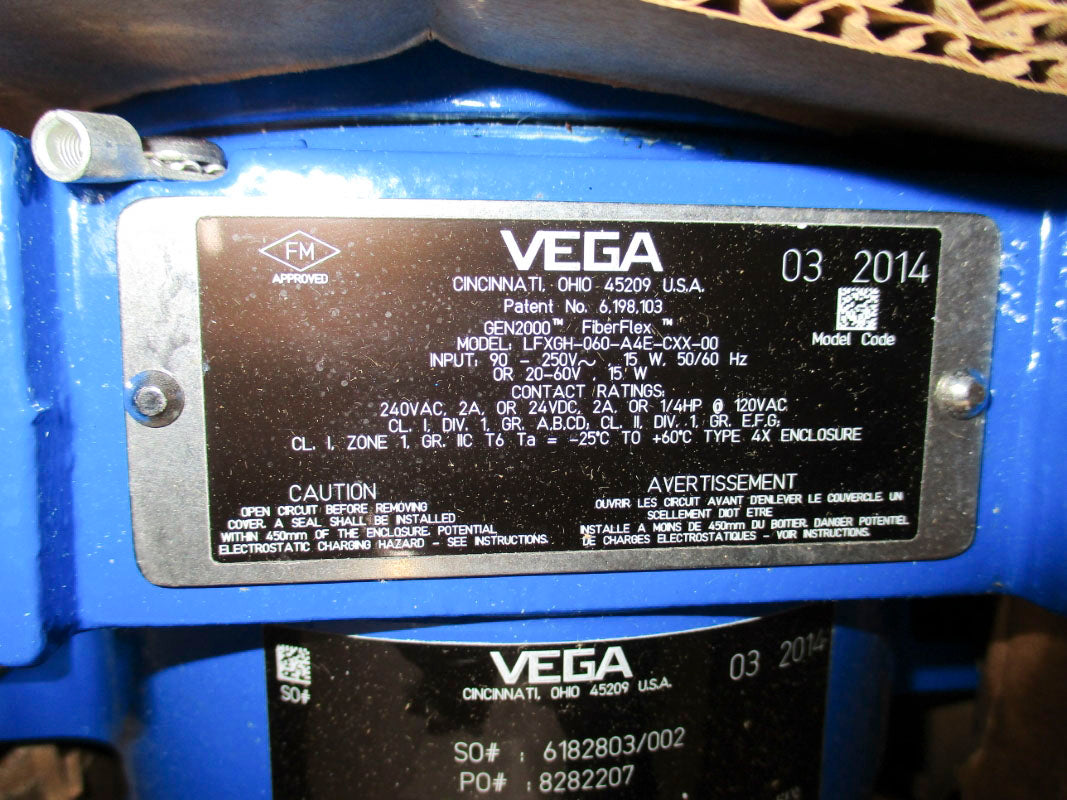 FM
APPROVED
VEGA
03 2014
CINCINNATI, OHIO 45209 U.S.A.
Patent No. 6,198,103
GEN2000™ FiberFlex™
Model Code
MODEL: LFXGH-060-A4E-CXX-00
INPUT: 90 - 250V~ 15 W, 50/60 Hz
OR 20-60V , 15 W
CONTACT RATINGS:
240VAC, 2A, OR 24VDC, 2A, OR 1/4HP @ 120VAC
CL. I, DIV. 1, GR. A,B,C,D; CL. II, DIV. 1, GR. E,F,G;
CL. I, ZONE 1, GR. IIC T6 Ta = -25°C TO +60°C TYPE 4X ENCLOSURE
CAUTION
OPEN CIRCUIT BEFORE REMOVING
COVER. A SEAL SHALL BE INSTALLED
WITHIN 450mm OF THE ENCLOSURE. POTENTIAL
ELECTROSTATIC CHARGING HAZARD - SEE INSTRUCTIONS.
AVERTISSEMENT
OUVRIR LES CIRCUIT AVANT D'ENLEVER LE COUVERCLE. UN
SCELLEMENT DIOT ETRE
INSTALLE A MOINS DE 450mm DU BOITIER. DANGER POTENTIEL
DE CHARGES ELECTROSTATIQUES - VOIR INSTRUCTIONS.
VEGA
03 2014
SO#
CINCINNATI, OHIO 45209 U.S.A.
SO# : 6182803/002
PO# : 8282207